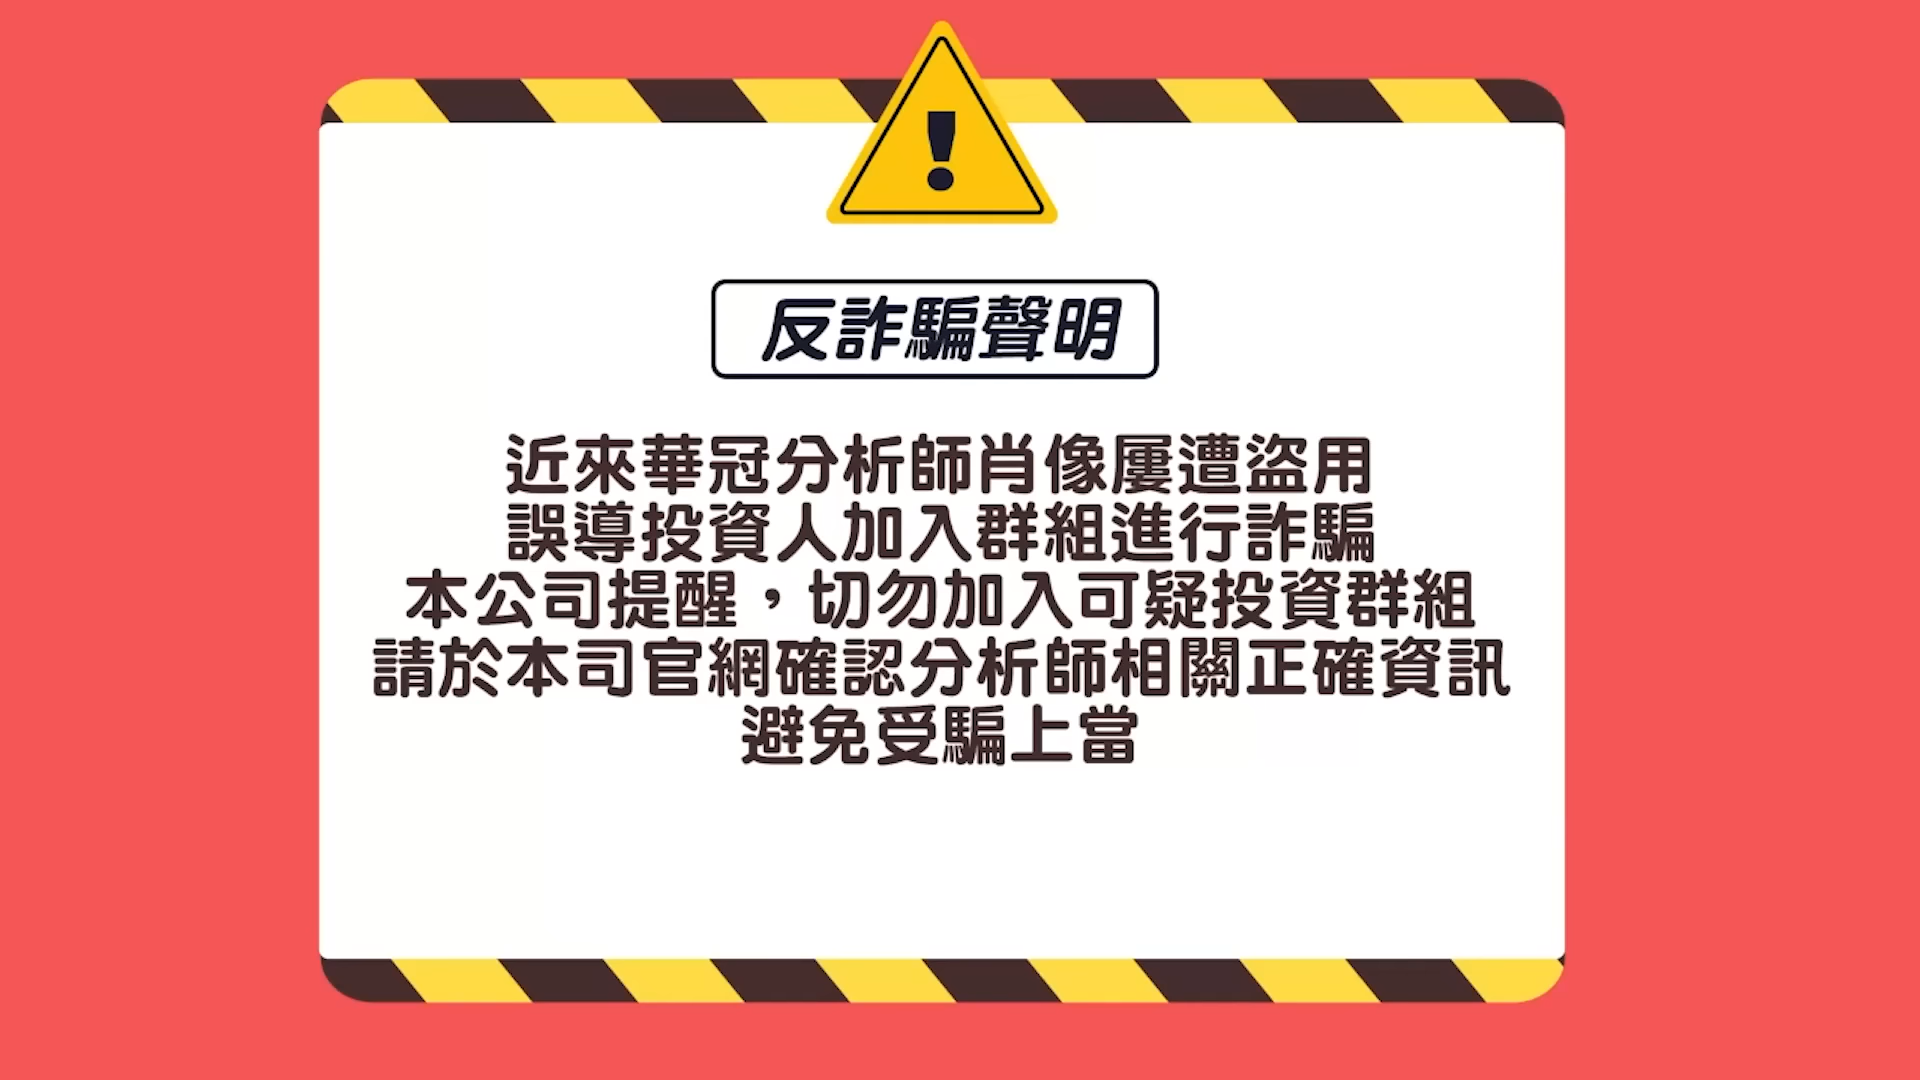 反詐騙聲明
近來華冠分析師肖像屢遭盜用
誤導投資人加入群組進行詐騙
本公司提醒，切勿加入可疑投資群組
請於本司官網確認分析師相關正確資訊
避免受騙上當